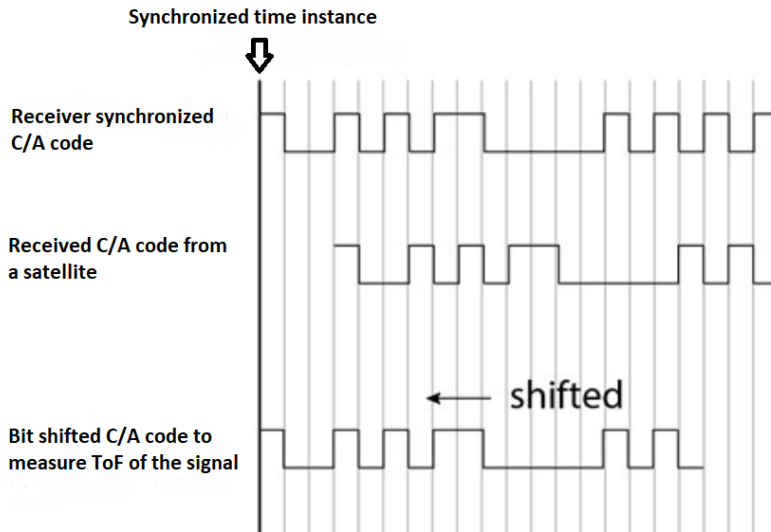 Synchronized time instance
Receiver synchronized
C/A code
Received C/A code from
a satellite
shifted
Bit shifted C/A code to
measure ToF of the signal